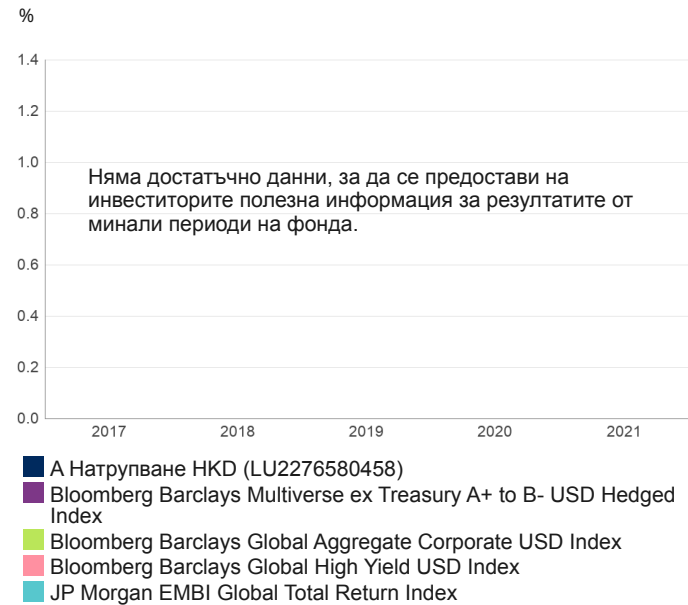 %
1.4
1.2
1.0
Няма достатъчно данни, за да се предостави на
инвеститорите полезна информация за резултатите от
0.8
минали периоди на фонда.
0.6
0.4
0.2
0.0
2017 2018 2019 2020 2021
А Натрупване HKD (LU2276580458)
Bloomberg Barclays Multiverse ex Treasury A+ to B- USD Hedged
Index
Bloomberg Barclays Global Aggregate Corporate USD Index
Bloomberg Barclays Global High Yield USD Index
JP Morgan EMBI Global Total Return Index